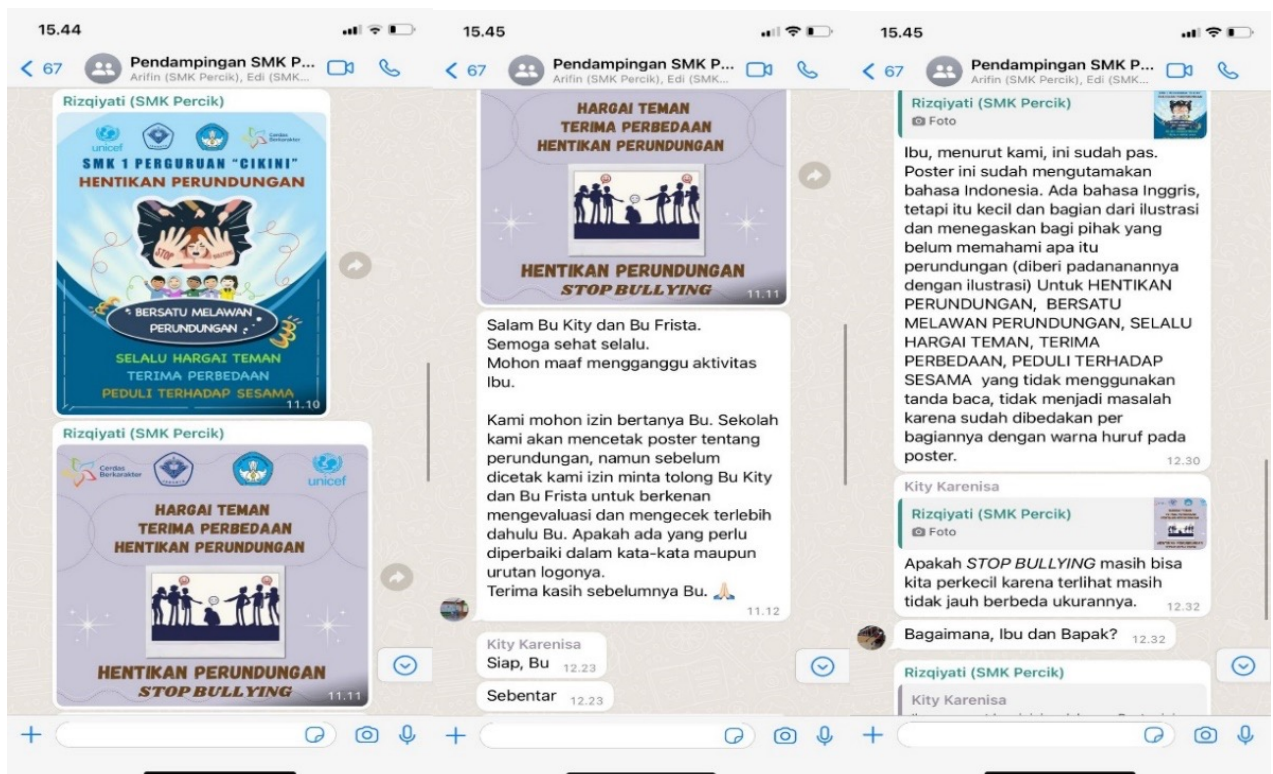 15.44
67
Pendampingan SMK P...
Arifin (SMK Percik), Edi (SMK...
Rizqiyati (SMK Percik)
unicef
Cerdas
Berkarakter
SMK 1 PERGURUAN "CIKINI"
HENTIKAN PERUNDUNGAN
STOP
BERSATU MELAWAN
PERUNDUNGAN
SELALU HARGAI TEMAN
TERIMA PERBEDAAN
PEDULI TERHADAP SESAMA
11.10
Rizqiyati (SMK Percik)
Cerdas
Berkarakter
unicef
HARGAI TEMAN
TERIMA PERBEDAAN
HENTIKAN PERUNDUNGAN
HENTIKAN PERUNDUNGAN
STOP BULLYING
11.11
15.45
67
Pendampingan SMK P...
Arifin (SMK Percik), Edi (SMK...
HARGAI TEMAN
TERIMA PERBEDAAN
HENTIKAN PERUNDUNGAN
HENTIKAN PERUNDUNGAN
STOP BULLYING
11.11
Salam Bu Kity dan Bu Frista.
Semoga sehat selalu.
Mohon maaf mengganggu aktivitas
Ibu.
Kami mohon izin bertanya Bu. Sekolah
kami akan mencetak poster tentang
perundungan, namun sebelum
dicetak kami izin minta tolong Bu Kity
dan Bu Frista untuk berkenan
mengevaluasi dan mengecek terlebih
dahulu Bu. Apakah ada yang perlu
diperbaiki dalam kata-kata maupun
urutan logonya.
Terima kasih sebelumnya Bu. 🙏🏻
11.12
Kity Karenisa
Siap, Bu 12.23
Sebentar 12.23
15.45
67
Pendampingan SMK P...
Arifin (SMK Percik), Edi (SMK...
Rizqiyati (SMK Percik)
Foto
Ibu, menurut kami, ini sudah pas.
Poster ini sudah mengutamakan
bahasa Indonesia. Ada bahasa Inggris,
tetapi itu kecil dan bagian dari ilustrasi
dan menegaskan bagi pihak yang
belum memahami apa itu
perundungan (diberi padananannya
dengan ilustrasi) Untuk HENTIKAN
PERUNDUNGAN, BERSATU
MELAWAN PERUNDUNGAN, SELALU
HARGAI TEMAN, TERIMA
PERBEDAAN, PEDULI TERHADAP
SESAMA yang tidak menggunakan
tanda baca, tidak menjadi masalah
karena sudah dibedakan per
bagiannya dengan warna huruf pada
poster.
12.30
Kity Karenisa
Rizqiyati (SMK Percik)
Foto
Apakah STOP BULLYING masih bisa
kita perkecil karena terlihat masih
tidak jauh berbeda ukurannya. 12.32
Bagaimana, Ibu dan Bapak? 12.32
Rizqiyati (SMK Percik)
Kity Karenisa